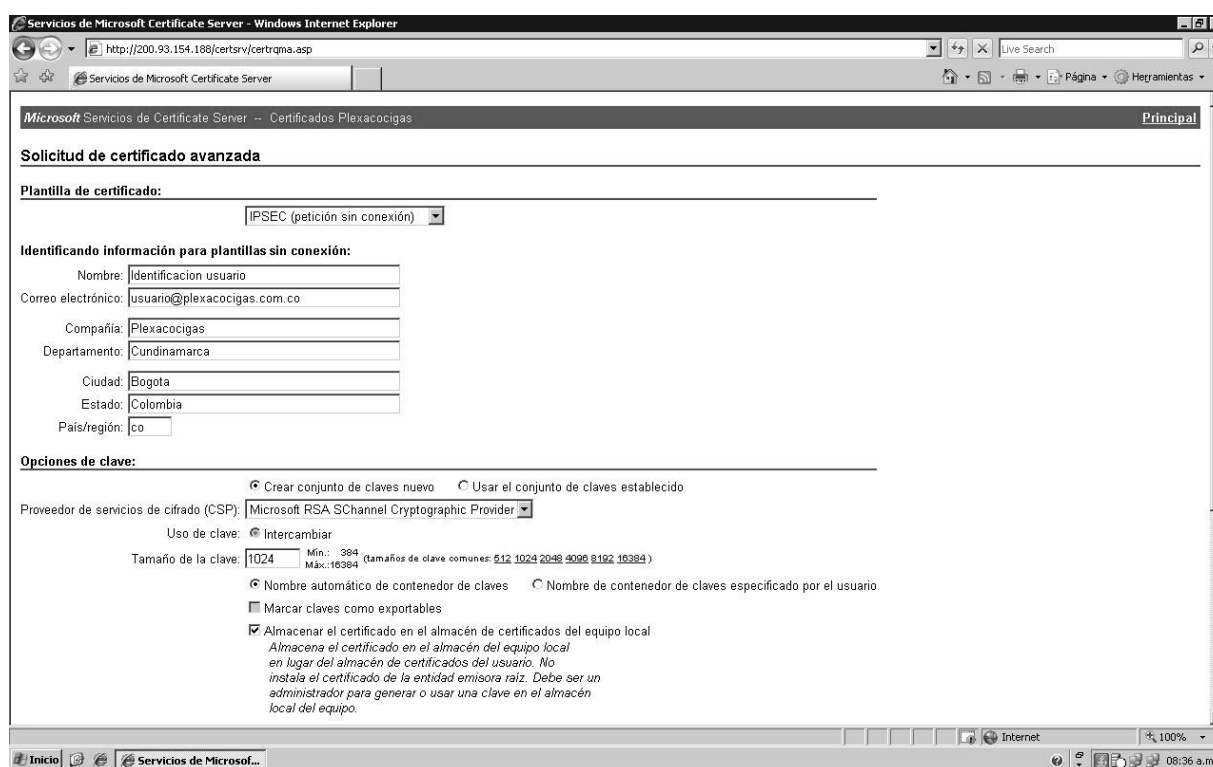 Servicios de Microsoft Certificate Server - Windows Internet Explorer
http://200.93.154.188/certsrv/certrqma.asp
Live Search
Servicios de Microsoft Certificate Server
Página
Herramientas
Microsoft Servicios de Certificate Server -- Certificados Plexacocigas
Principal
Solicitud de certificado avanzada
Plantilla de certificado:
IPSEC (petición sin conexión)
Identificando información para plantillas sin conexión:
Nombre: Identificacion usuario
Correo electrónico: usuario@plexacocigas.com.co
Compañía: Plexacocigas
Departamento: Cundinamarca
Ciudad: Bogota
Estado: Colombia
País/región: co
Opciones de clave:
Crear conjunto de claves nuevo Usar el conjunto de claves establecido
Proveedor de servicios de cifrado (CSP): Microsoft RSA SChannel Cryptographic Provider
Uso de clave: Intercambiar
Tamaño de la clave: 1024 Mín.: 384 Máx.:16384 (tamaños de clave comunes: 512 1024 2048 4096 8192 16384 )
Nombre automático de contenedor de claves Nombre de contenedor de claves especificado por el usuario
Marcar claves como exportables
Almacenar el certificado en el almacén de certificados del equipo local
Almacena el certificado en el almacén del equipo local
en lugar del almacén de certificados del usuario. No
instala el certificado de la entidad emisora raíz. Debe ser un
administrador para generar o usar una clave en el almacén
local del equipo.
Internet
100%
Inicio
Servicios de Microsof...
08:36 a.m